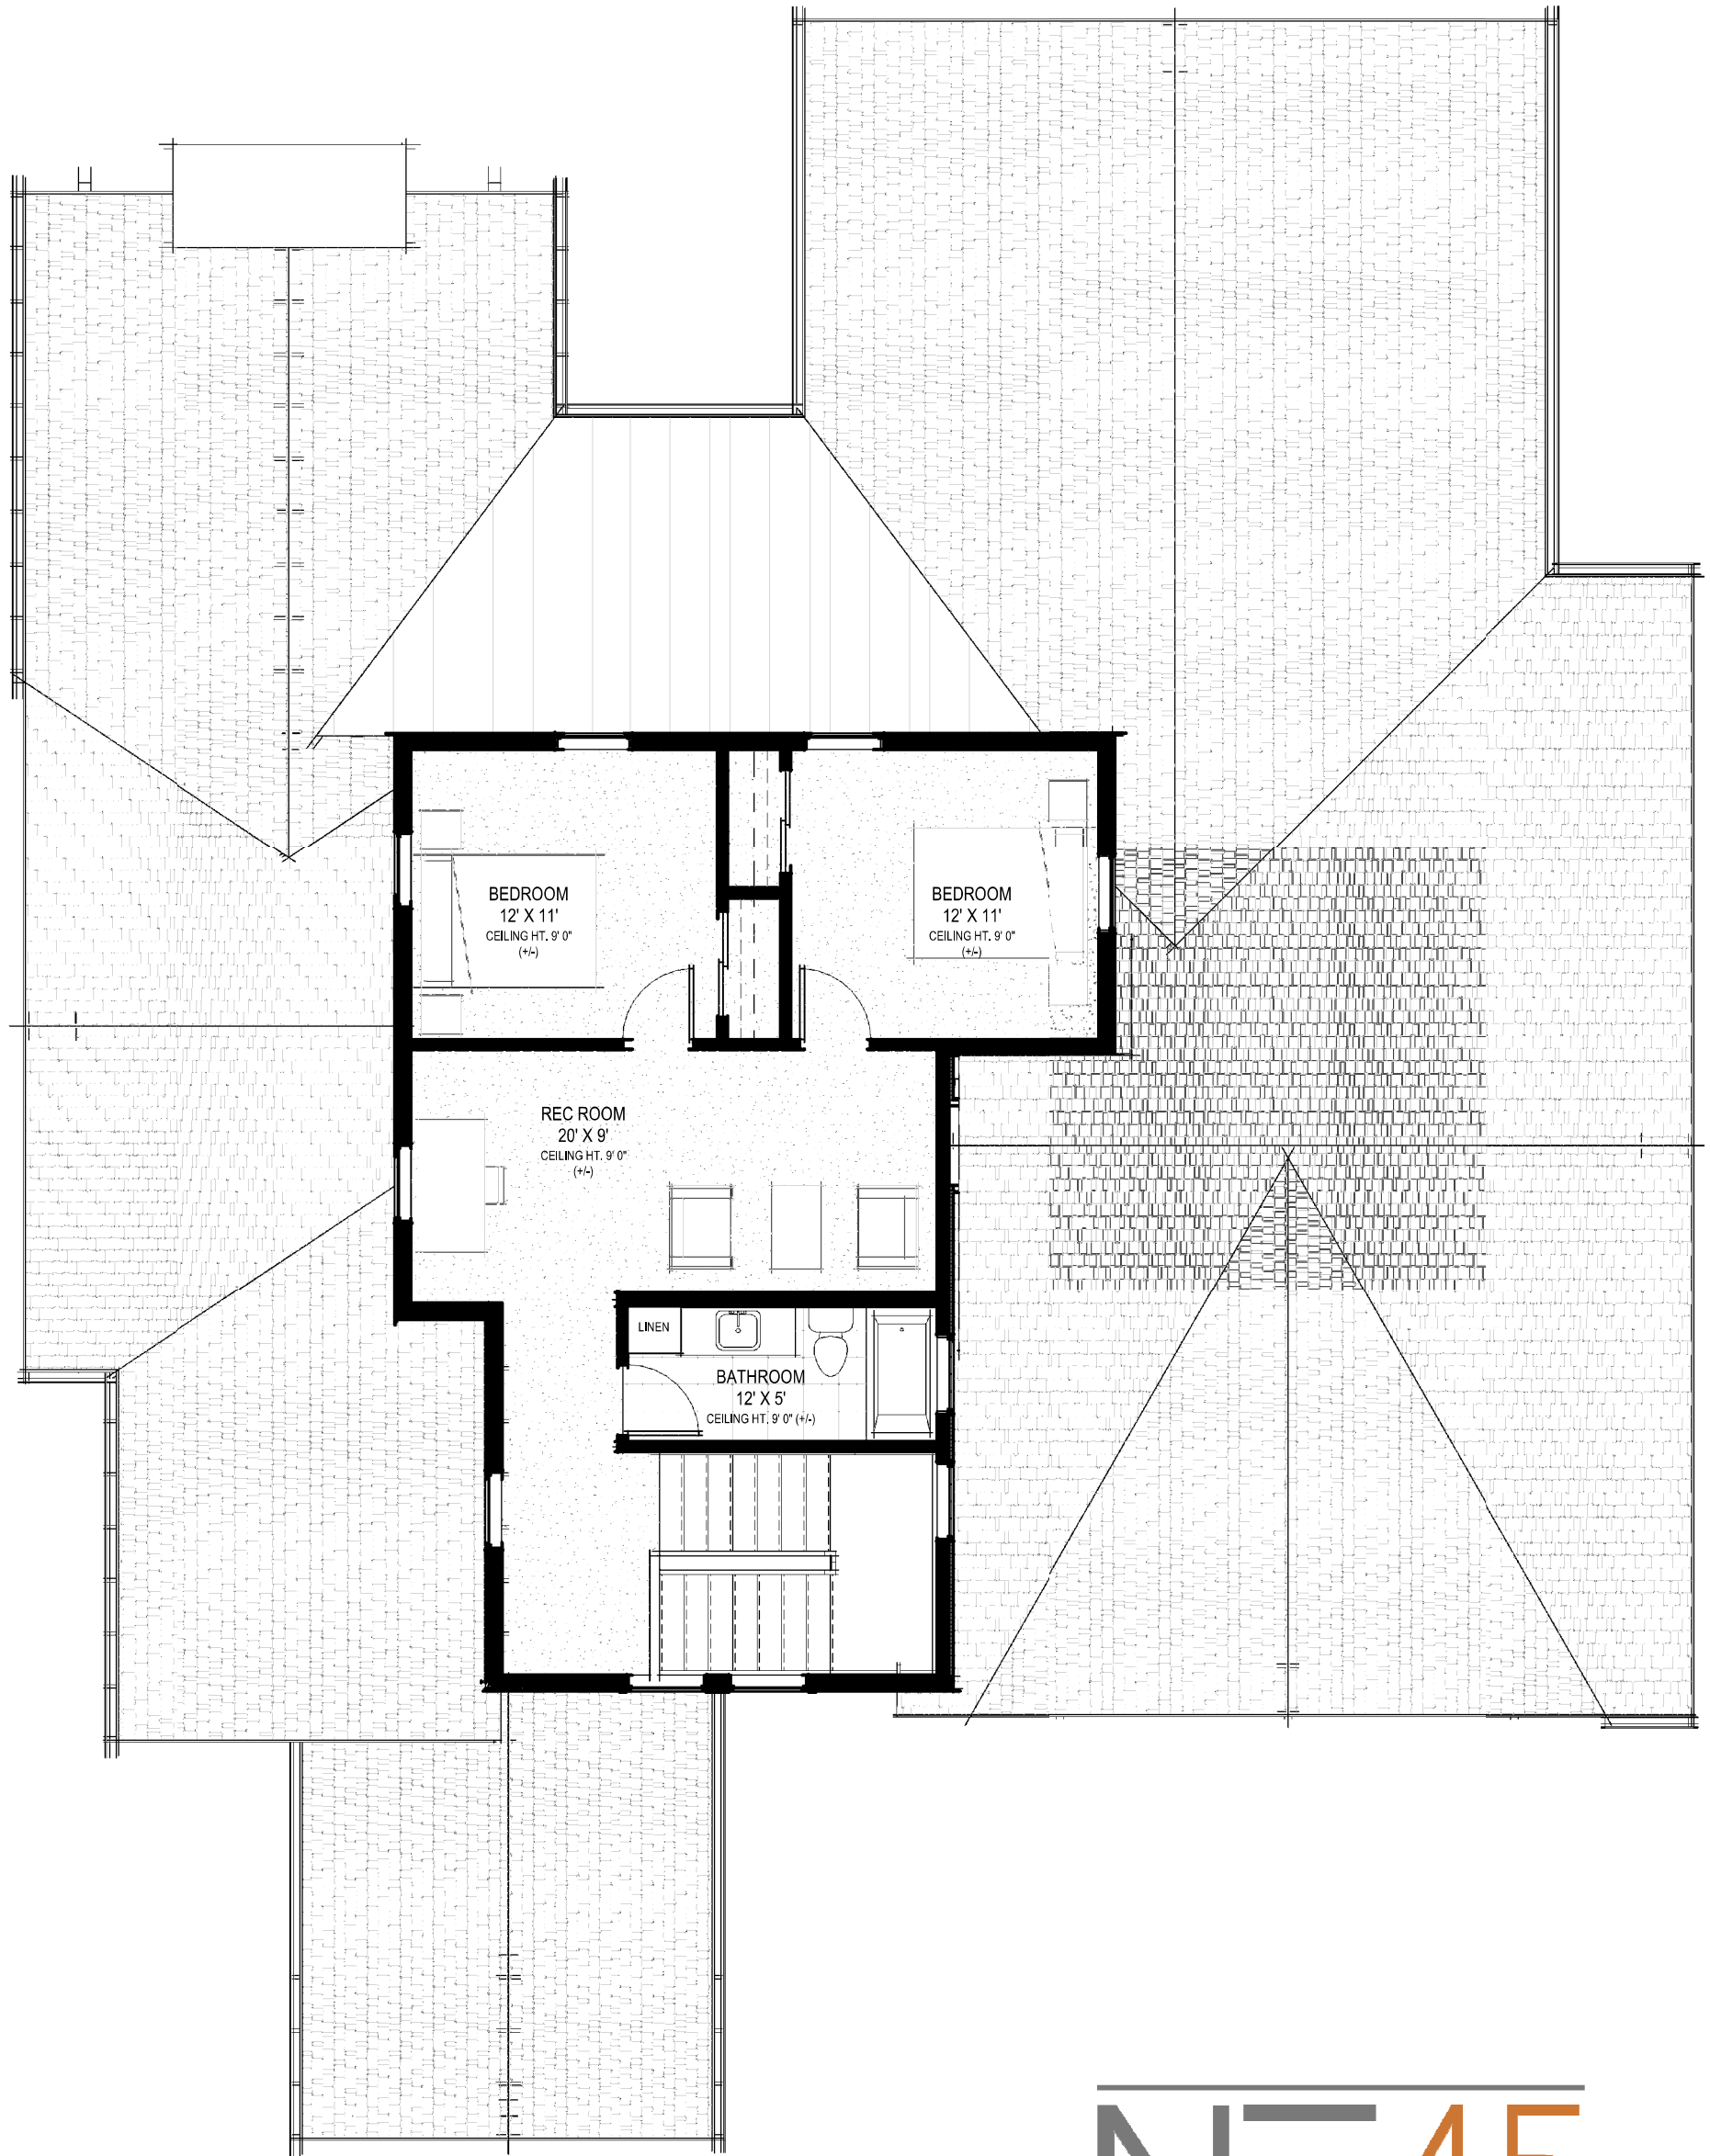 BEDROOM
12' X 11'
CEILING HT. 9' 0"
(+/-)
BEDROOM
12' X 11'
CEILING HT. 9' 0"
(+/-)
REC ROOM
20' X 9'
CEILING HT. 9' 0"
(+/-)
LINEN
BATHROOM
12' X 5'
CEILING HT. 9' 0" (+/-)